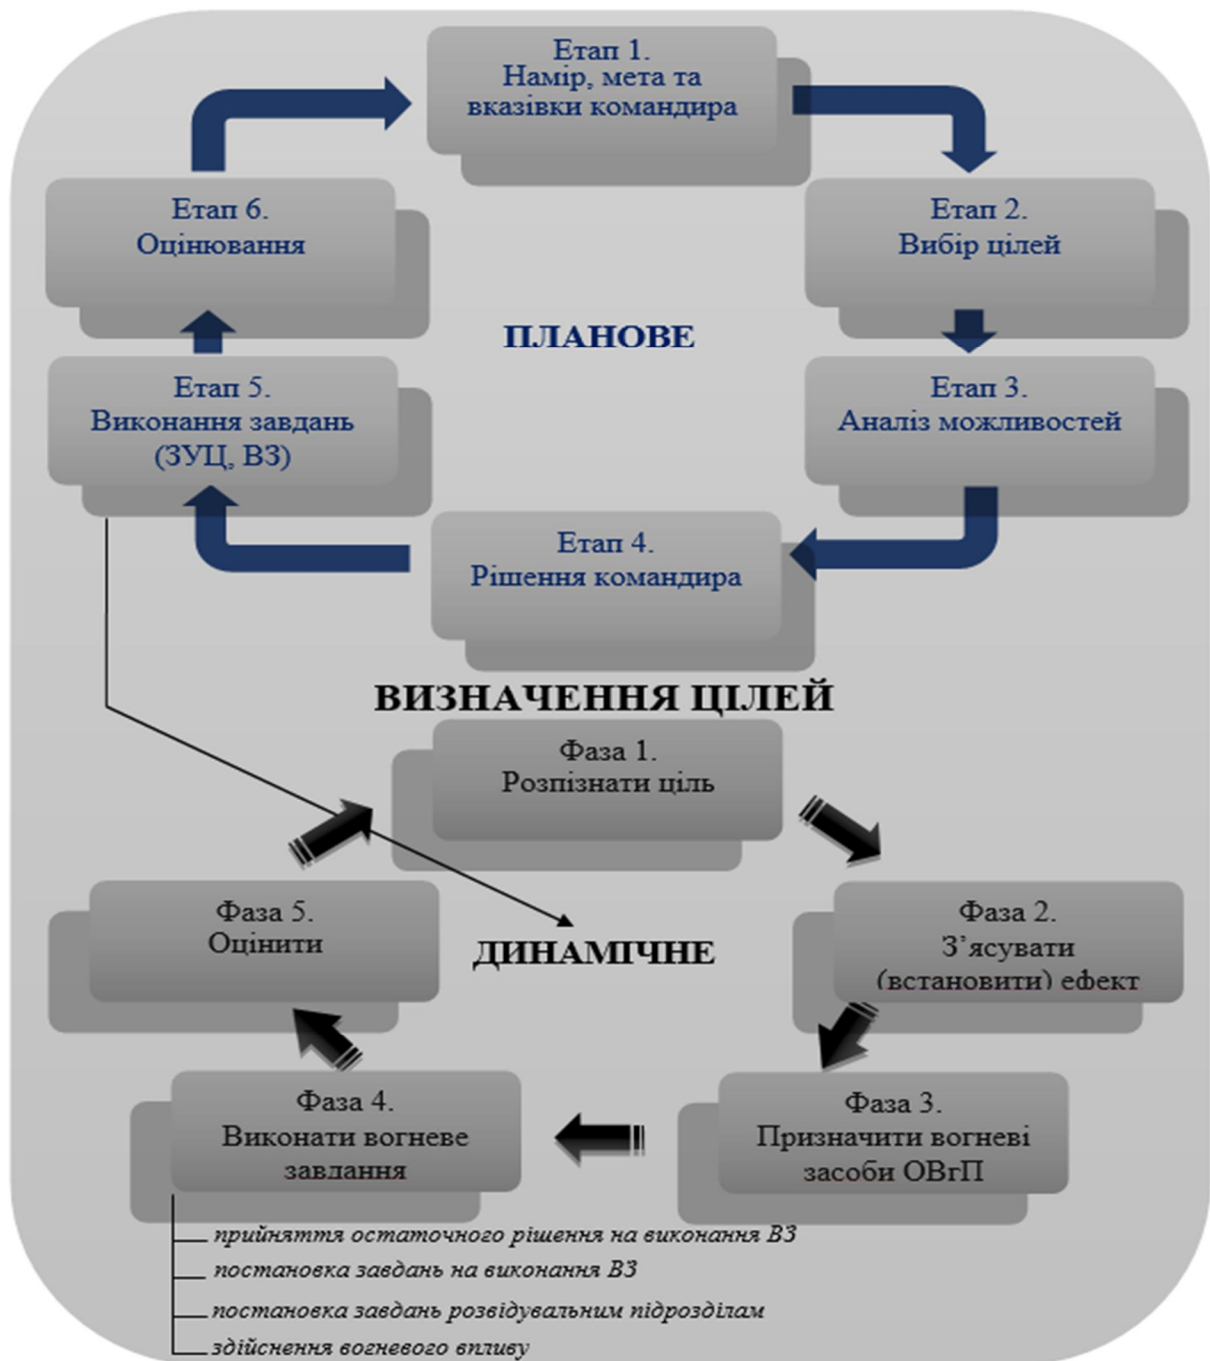 Етап 1.
Намір, мета та
вказівки командира
Етап 6.
Оцінювання
Етап 2.
Вибір цілей
ПЛАНОВЕ
Етап 5.
Виконання завдань
(ЗУЦ, ВЗ)
Етап 3.
Аналіз можливостей
Етап 4.
Рішення командира
ВИЗНАЧЕННЯ ЦІЛЕЙ
Фаза 1.
Розпізнати ціль
Фаза 5.
Оцінити
Фаза 2.
З’ясувати
(встановити) ефект
ДИНАМІЧНЕ
Фаза 4.
Виконати вогневе
завдання
Фаза 3.
Призначити вогневі
засоби ОВгП
прийняття остаточного рішення на виконання ВЗ
постановка завдань на виконання ВЗ
постановка завдань розвідувальним підрозділам
здійснення вогневого впливу